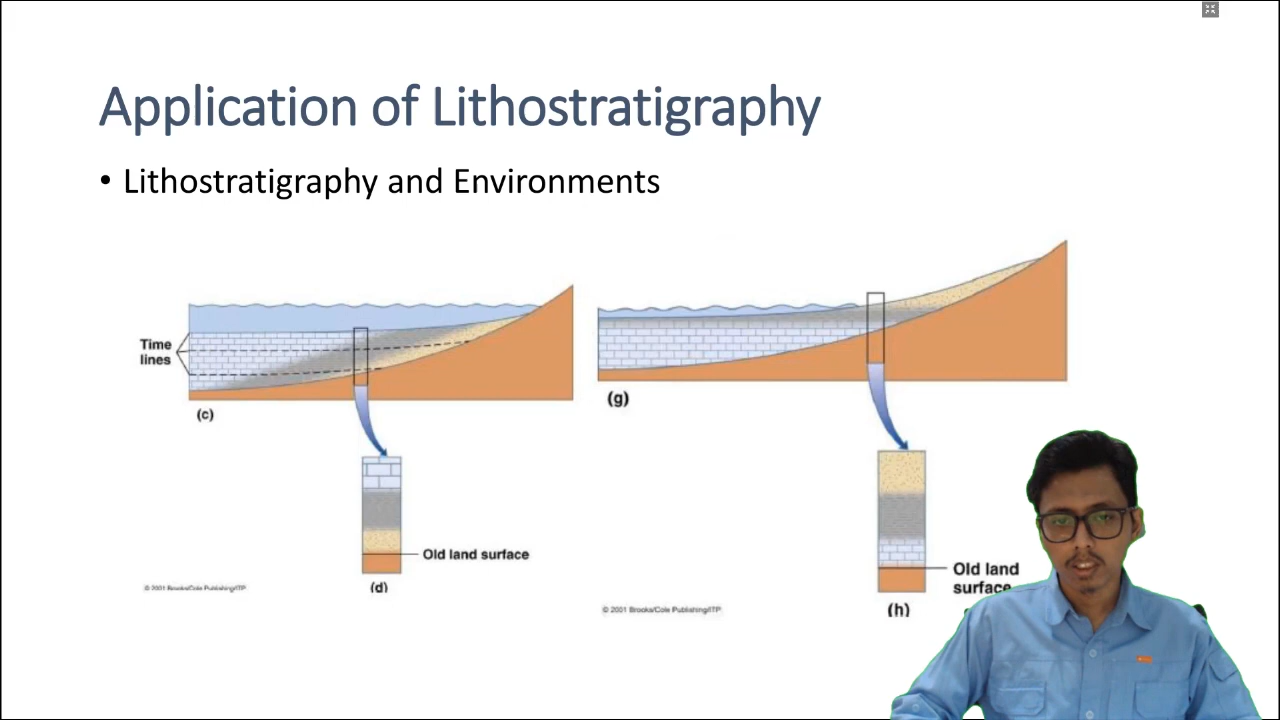 Application of Lithostratigraphy
• Lithostratigraphy and Environments
Time
lines
(c)
(g)
Old land surface
(d)
© 2001 Brooks/Cole Publishing/ITP
Old land
surface
(h)
© 2001 Brooks/Cole Publishing/ITP